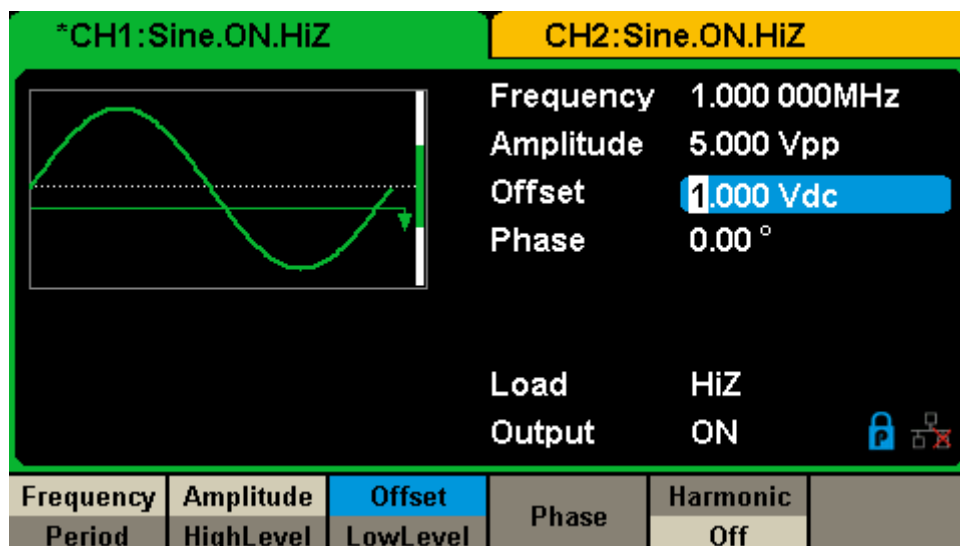 *CH1:Sine.ON.HiZ CH2:Sine.ON.HiZ
Frequency 1.000 000MHz
Amplitude 5.000 Vpp
Offset 1.000 Vdc
Phase 0.00 °
Load HiZ
Output ON
Frequency Amplitude Offset Phase Harmonic
Period HighLevel LowLevel Off